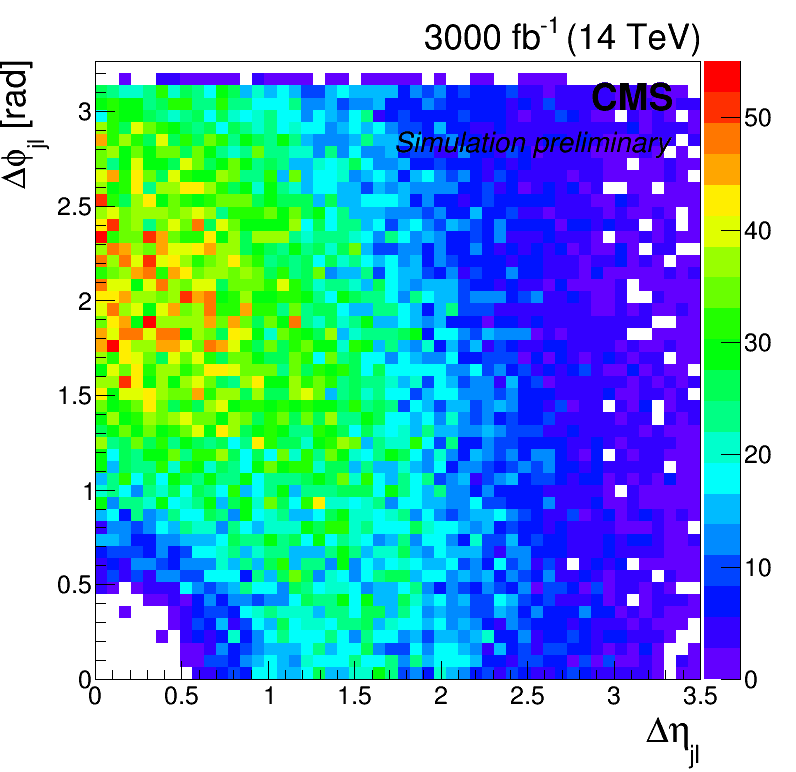 3000 fb⁻¹ (14 TeV)
CMS
Simulation preliminary
Δϕjl [rad]
3
2.5
2
1.5
1
0.5
0
0 0.5 1 1.5 2 2.5 3 3.5
Δηjl
50
40
30
20
10
0